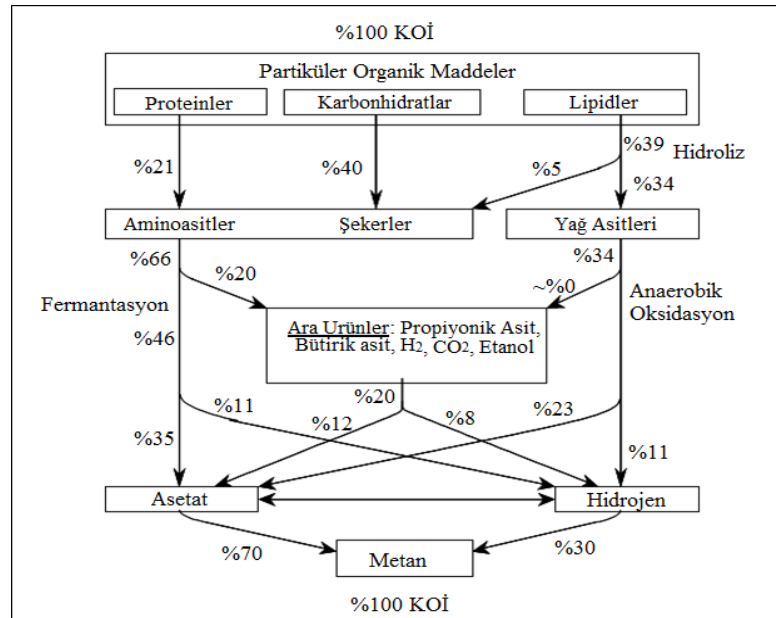 %100 KOİ
Partiküler Organik Maddeler
Proteinler
Karbonhidratlar
Lipidler
%39
Hidroliz
%21
%40
%5
%34
Aminoasitler
Şekerler
Yağ Asitleri
%66
%34
%20
~%0
Fermantasyon
Anaerobik
Oksidasyon
%46
Ara Ürünler: Propiyonik Asit,
Bütirik asit, H2, CO2, Etanol
%20
%11
%12
%8
%23
%35
%11
Asetat
Hidrojen
%70
%30
Metan
%100 KOİ